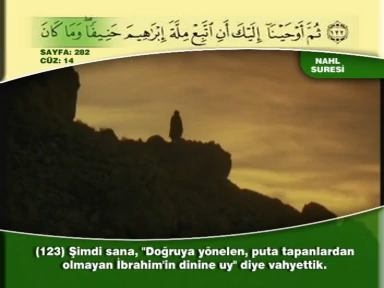 ثُمَّ أَوْحَيْنَآ إِلَيْكَ أَنِ ٱتَّبِعْ مِلَّةَ إِبْرَٰهِيمَ حَنِيفًۭا ۖ وَمَا كَانَ
SAYFA: 282
CÜZ: 14
NAHL
SURESİ
(123) Şimdi sana, "Doğruya yönelen, puta tapanlardan
olmayan İbrahim'in dinine uy" diye vahyettik.